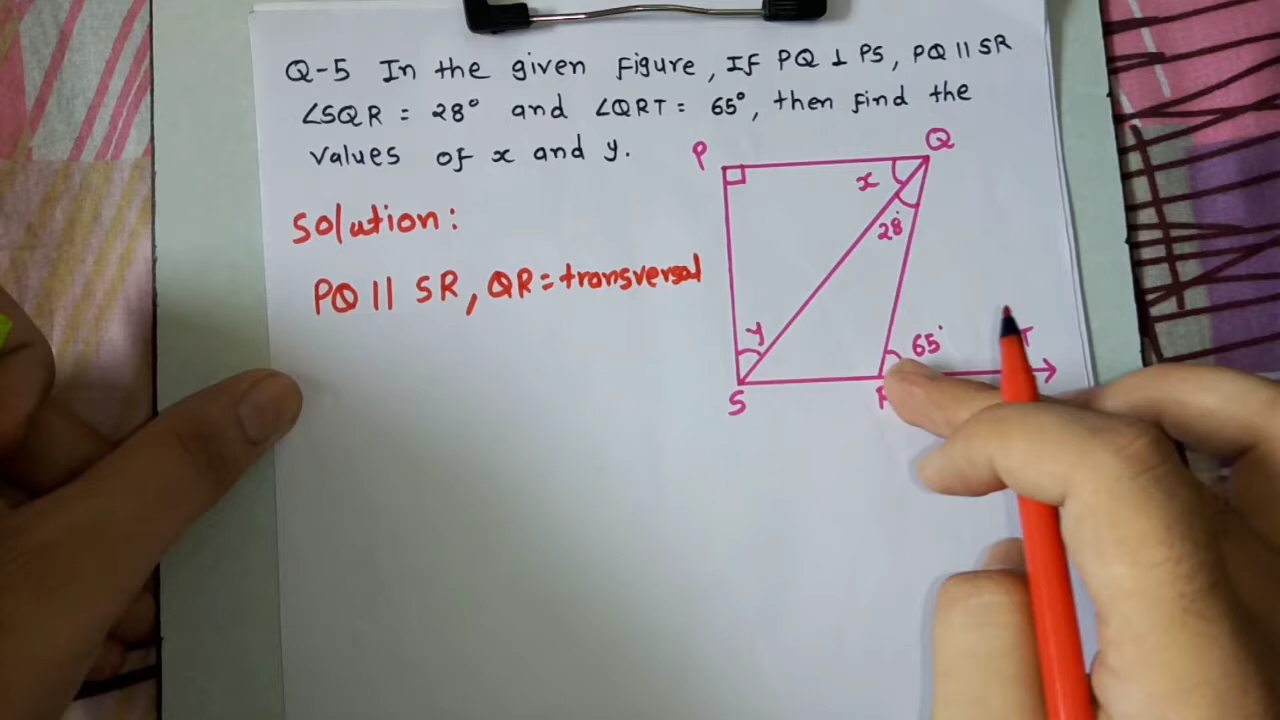 Q-5 In the given figure, If PQ ⊥ PS, PQ || SR
∠SQR = 28° and ∠QRT = 65°, then find the
values of x and y.
P
Q
x
28°
Solution:
PQ || SR, QR = transversal
y
65°
T
S
R